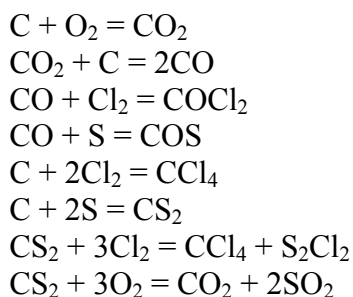 C + O₂ = CO₂
CO₂ + C = 2CO
CO + Cl₂ = COCl₂
CO + S = COS
C + 2Cl₂ = CCl₄
C + 2S = CS₂
CS₂ + 3Cl₂ = CCl₄ + S₂Cl₂
CS₂ + 3O₂ = CO₂ + 2SO₂